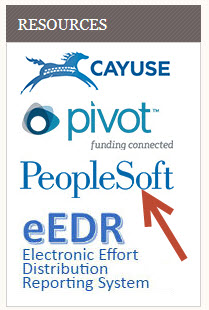 RESOURCES
CAYUSE
pivot™
funding connected
PeopleSoft
eEDR
Electronic Effort
Distribution
Reporting System